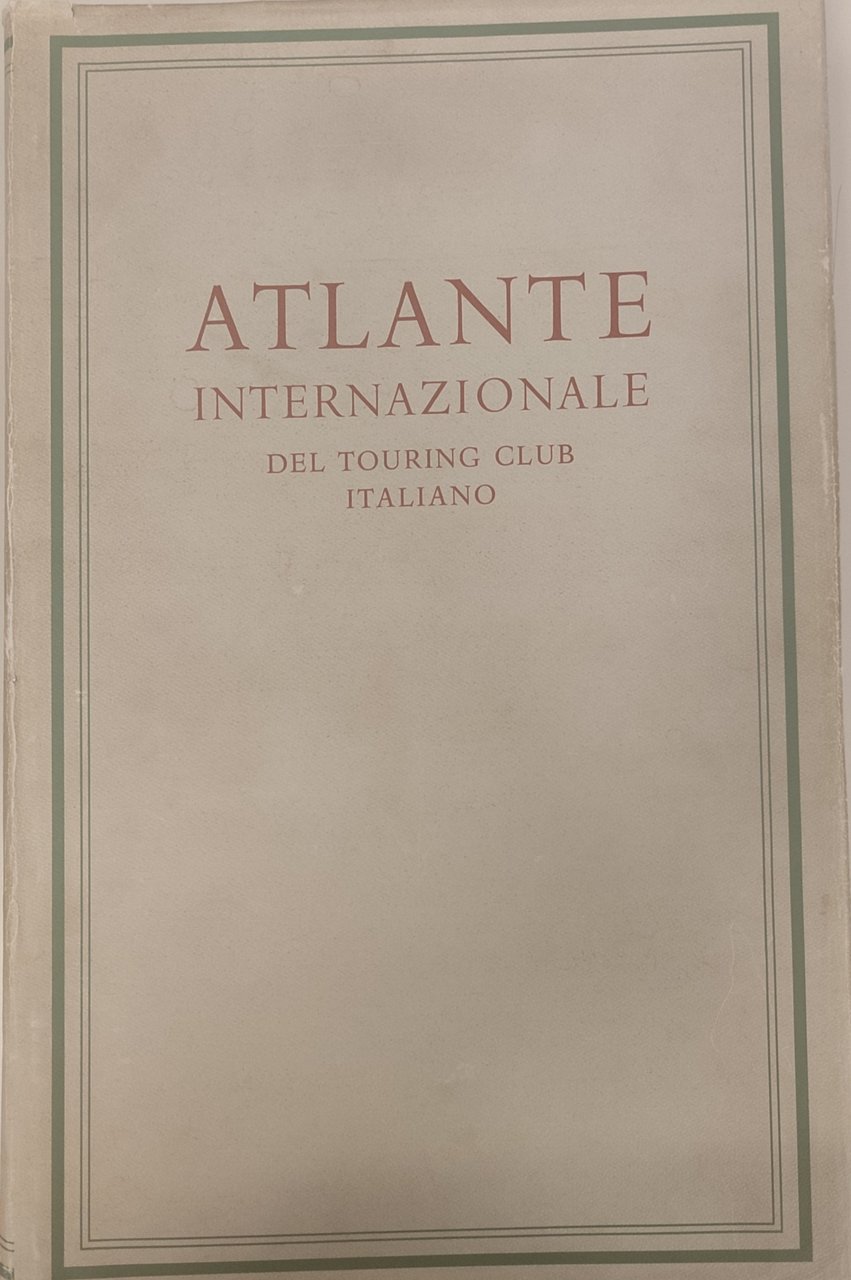 ATLANTE
INTERNAZIONALE
DEL TOURING CLUB
ITALIANO